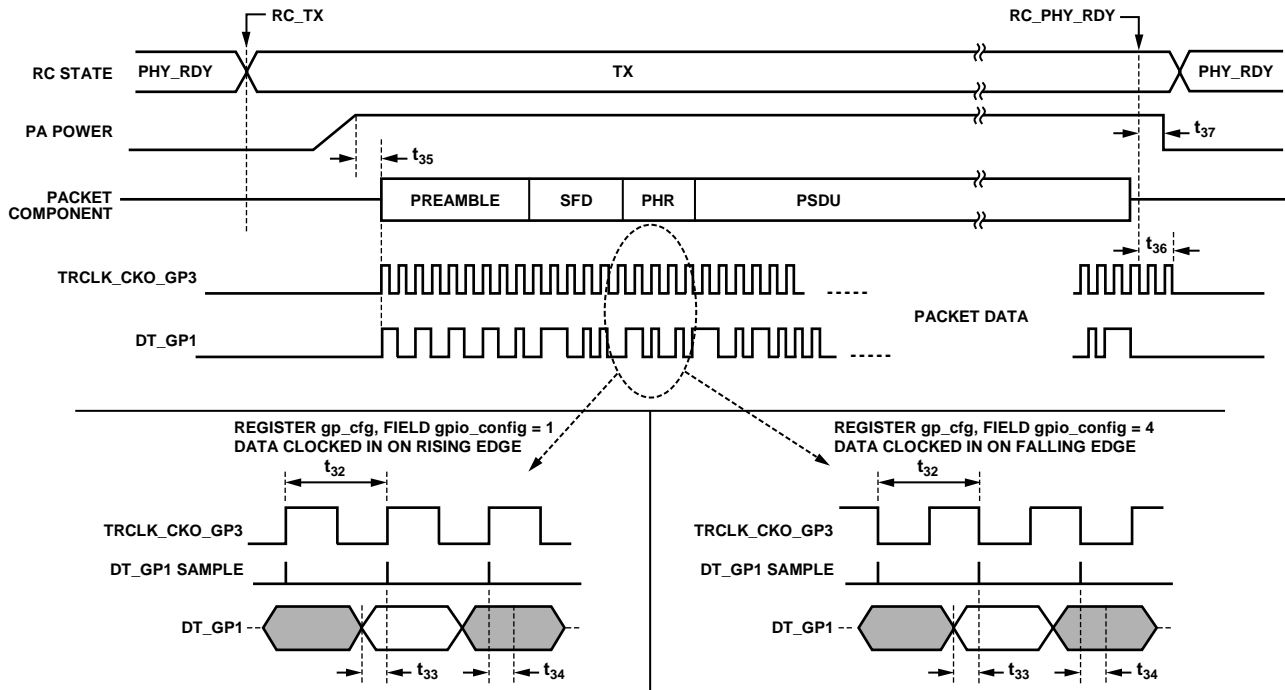 RC_TX
RC_PHY_RDY
RC STATE
PHY_RDY
TX
PHY_RDY
PA POWER
t37
t35
PACKET
COMPONENT
PREAMBLE
SFD
PHR
PSDU
t36
TRCLK_CKO_GP3
PACKET DATA
DT_GP1
REGISTER gp_cfg, FIELD gpio_config = 1
DATA CLOCKED IN ON RISING EDGE
t32
TRCLK_CKO_GP3
DT_GP1 SAMPLE
DT_GP1
t33
t34
REGISTER gp_cfg, FIELD gpio_config = 4
DATA CLOCKED IN ON FALLING EDGE
t32
TRCLK_CKO_GP3
DT_GP1 SAMPLE
DT_GP1
t33
t34